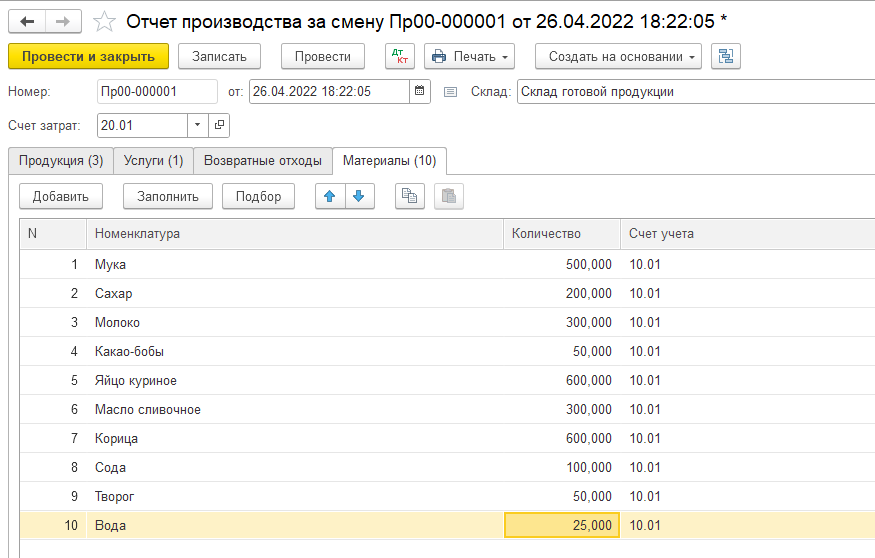 Отчет производства за смену Пр00-000001 от 26.04.2022 18:22:05 *
Провести и закрыть Записать Провести Дт Кт Печать Создать на основании
Номер: Пр00-000001 от: 26.04.2022 18:22:05 Склад: Склад готовой продукции
Счет затрат: 20.01
Продукция (3) Услуги (1) Возвратные отходы Материалы (10)
Добавить Заполнить Подбор
N Номенклатура Количество Счет учета
1 Мука 500,000 10.01
2 Сахар 200,000 10.01
3 Молоко 300,000 10.01
4 Какао-бобы 50,000 10.01
5 Яйцо куриное 600,000 10.01
6 Масло сливочное 300,000 10.01
7 Корица 600,000 10.01
8 Сода 100,000 10.01
9 Творог 50,000 10.01
10 Вода 25,000 10.01